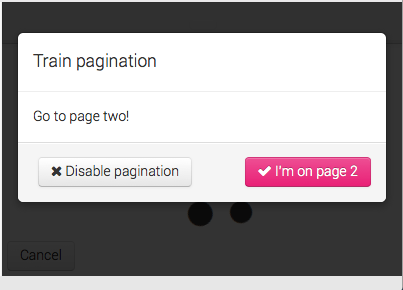 Train pagination
Go to page two!
Disable pagination
I'm on page 2
Cancel